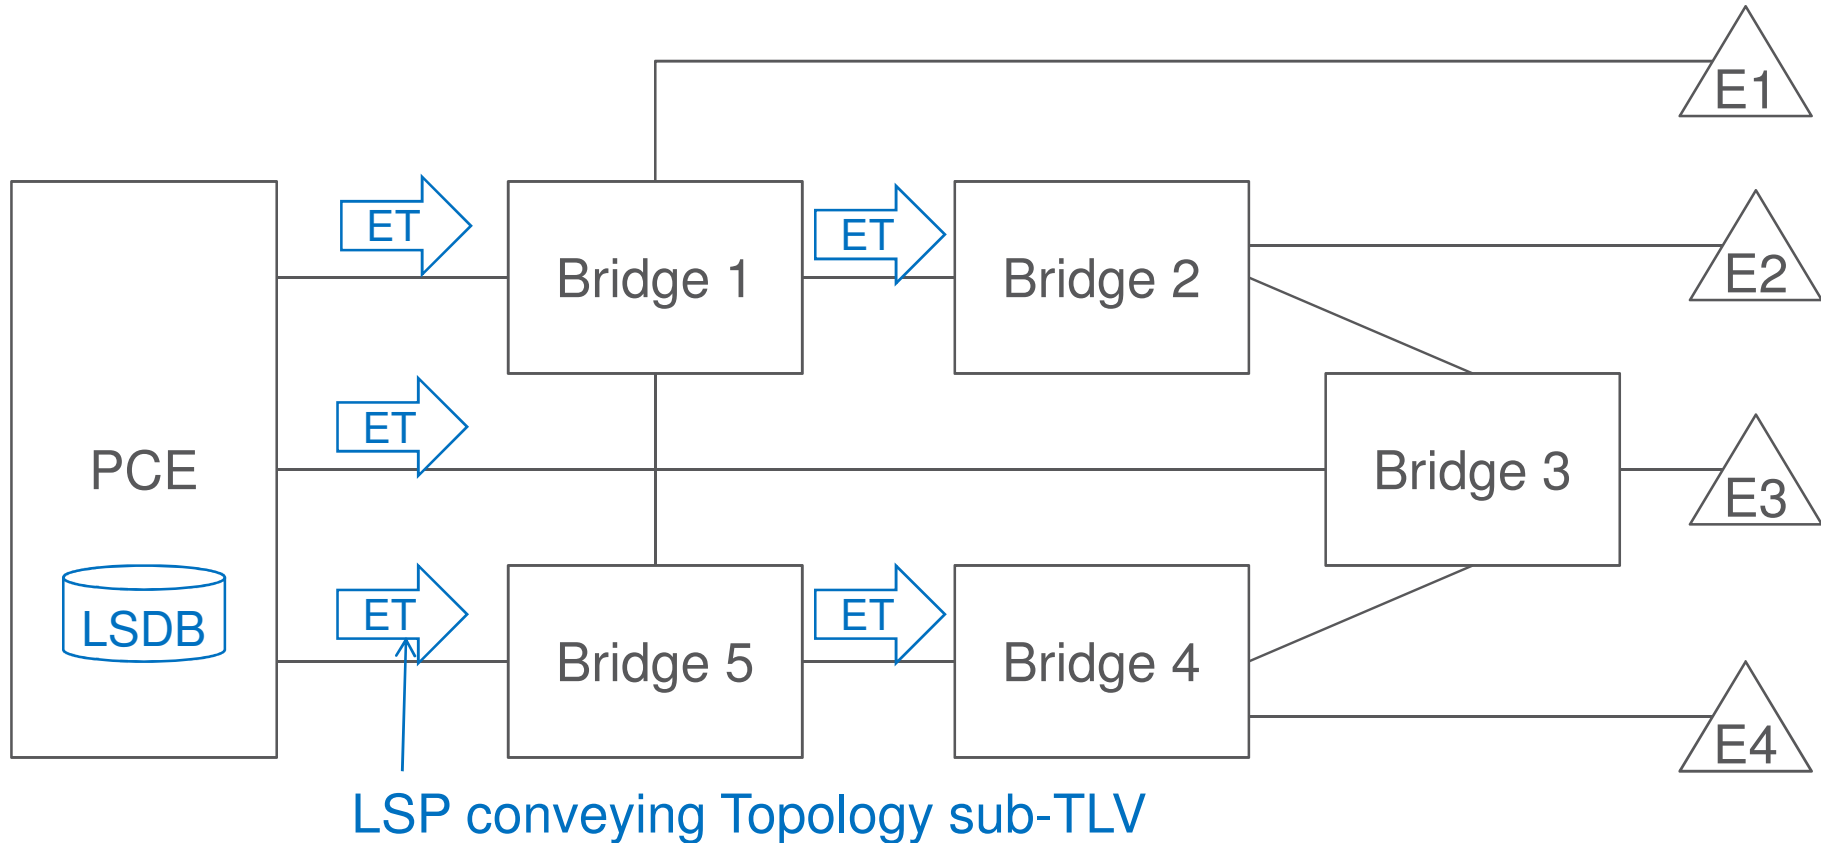 E1
ET
ET
Bridge 1
Bridge 2
E2
ET
PCE
Bridge 3
E3
LSDB
ET
ET
Bridge 5
Bridge 4
E4
LSP conveying Topology sub-TLV